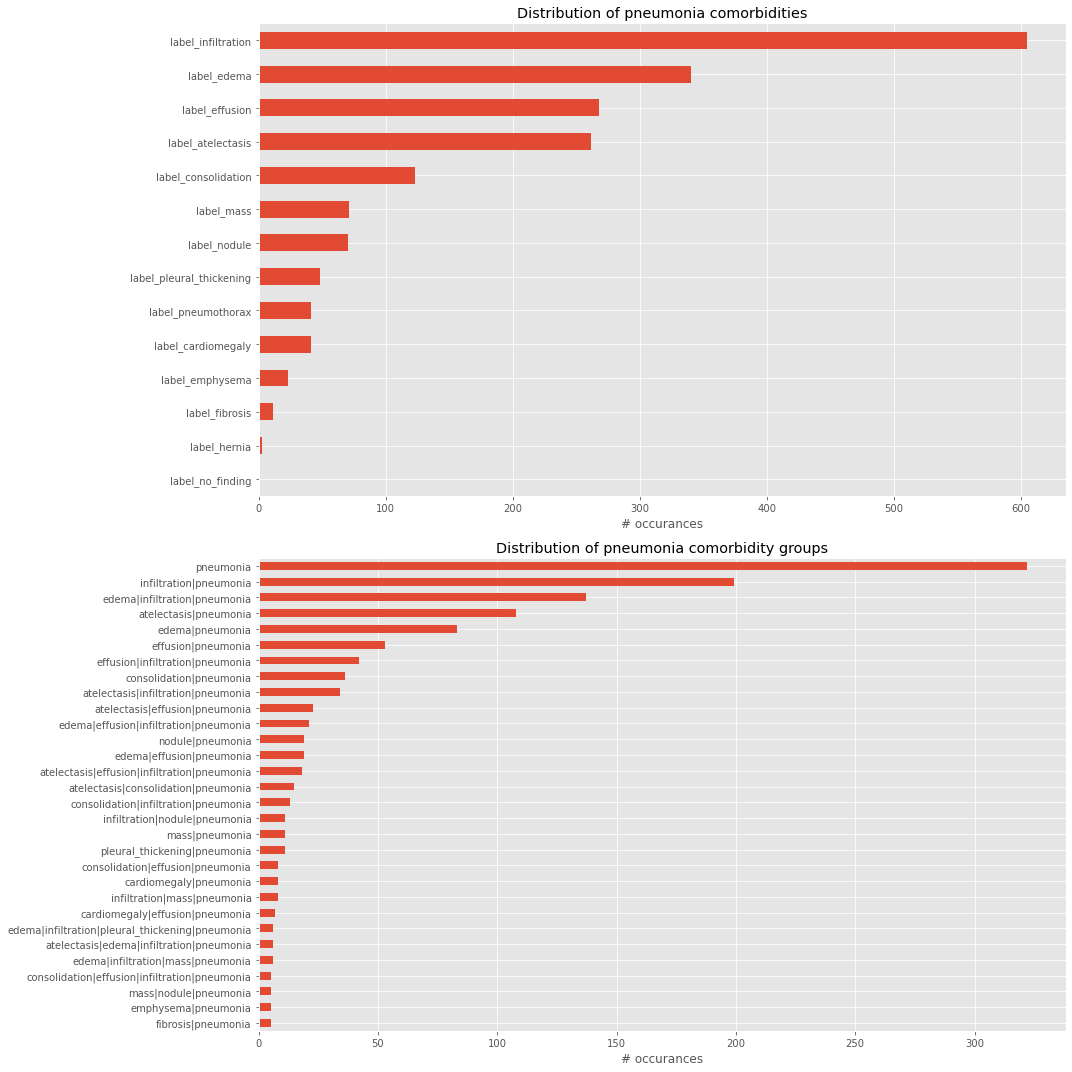 Distribution of pneumonia comorbidities
label_infiltration
label_edema
label_effusion
label_atelectasis
label_consolidation
label_mass
label_nodule
label_pleural_thickening
label_pneumothorax
label_cardiomegaly
label_emphysema
label_fibrosis
label_hernia
label_no_finding
0 100 200 300 400 500 600
# occurances
Distribution of pneumonia comorbidity groups
pneumonia
infiltration|pneumonia
edema|infiltration|pneumonia
atelectasis|pneumonia
edema|pneumonia
effusion|pneumonia
effusion|infiltration|pneumonia
consolidation|pneumonia
atelectasis|infiltration|pneumonia
atelectasis|effusion|pneumonia
edema|effusion|infiltration|pneumonia
nodule|pneumonia
edema|effusion|pneumonia
atelectasis|effusion|infiltration|pneumonia
atelectasis|consolidation|pneumonia
consolidation|infiltration|pneumonia
infiltration|nodule|pneumonia
mass|pneumonia
pleural_thickening|pneumonia
consolidation|effusion|pneumonia
cardiomegaly|pneumonia
infiltration|mass|pneumonia
cardiomegaly|effusion|pneumonia
edema|infiltration|pleural_thickening|pneumonia
atelectasis|edema|infiltration|pneumonia
edema|infiltration|mass|pneumonia
consolidation|effusion|infiltration|pneumonia
mass|nodule|pneumonia
emphysema|pneumonia
fibrosis|pneumonia
0 50 100 150 200 250 300
# occurances